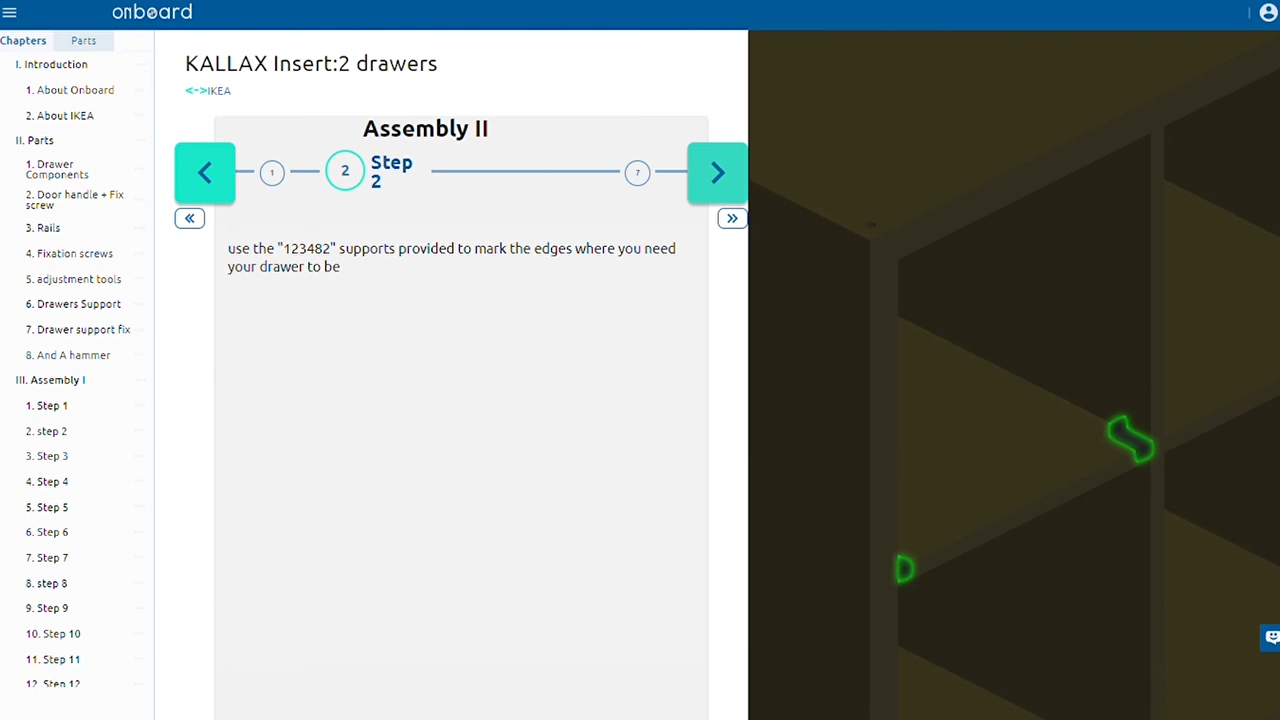 onboard
Chapters Parts
I. Introduction
1. About Onboard
2. About IKEA
II. Parts
1. Drawer
Components
2. Door handle + Fix
screw
3. Rails
4. Fixation screws
5. adjustment tools
6. Drawers Support
7. Drawer support fix
8. And A hammer
III. Assembly I
1. Step 1
2. step 2
3. Step 3
4. Step 4
5. Step 5
6. Step 6
7. Step 7
8. step 8
9. Step 9
10. Step 10
11. Step 11
12. Step 12
KALLAX Insert:2 drawers
<->IKEA
Assembly II
1 2 Step 7
2
use the "123482" supports provided to mark the edges where you need
your drawer to be